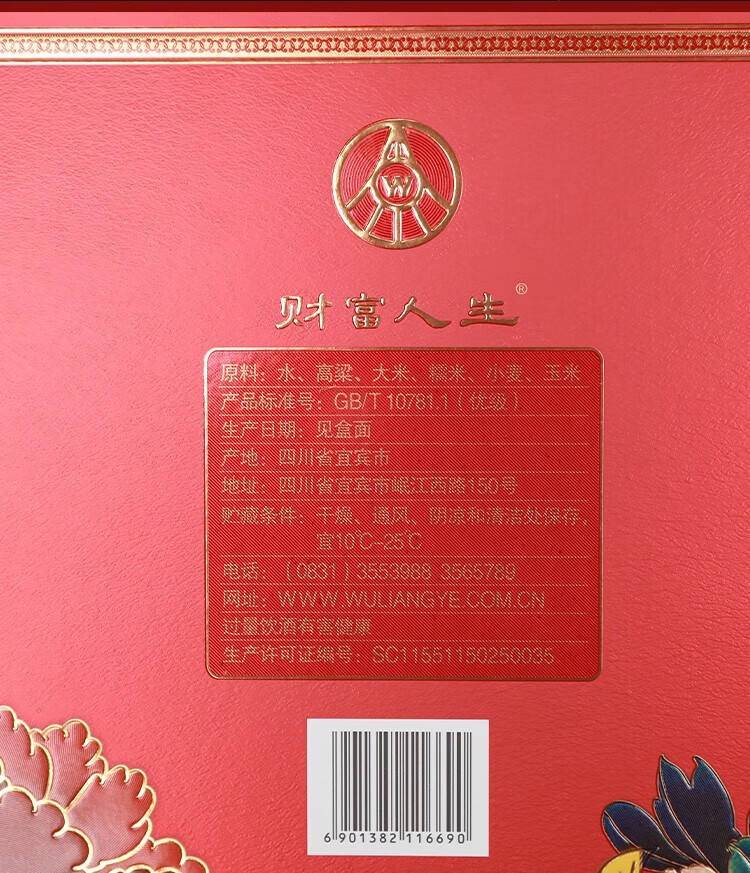 W
财富人生®
原料：水、高粱、大米、糯米、小麦、玉米
产品标准号：GB/T 10781.1（优级）
生产日期：见盒面
产地：四川省宜宾市
地址：四川省宜宾市岷江西路150号
贮藏条件：干燥、通风、阴凉和清洁处保存，
宜10℃-25℃
电话：（0831）3553988 3565789
网址：WWW.WULIANGYE.COM.CN
过量饮酒有害健康
生产许可证编号：SC11551150250035
6 901382 116690